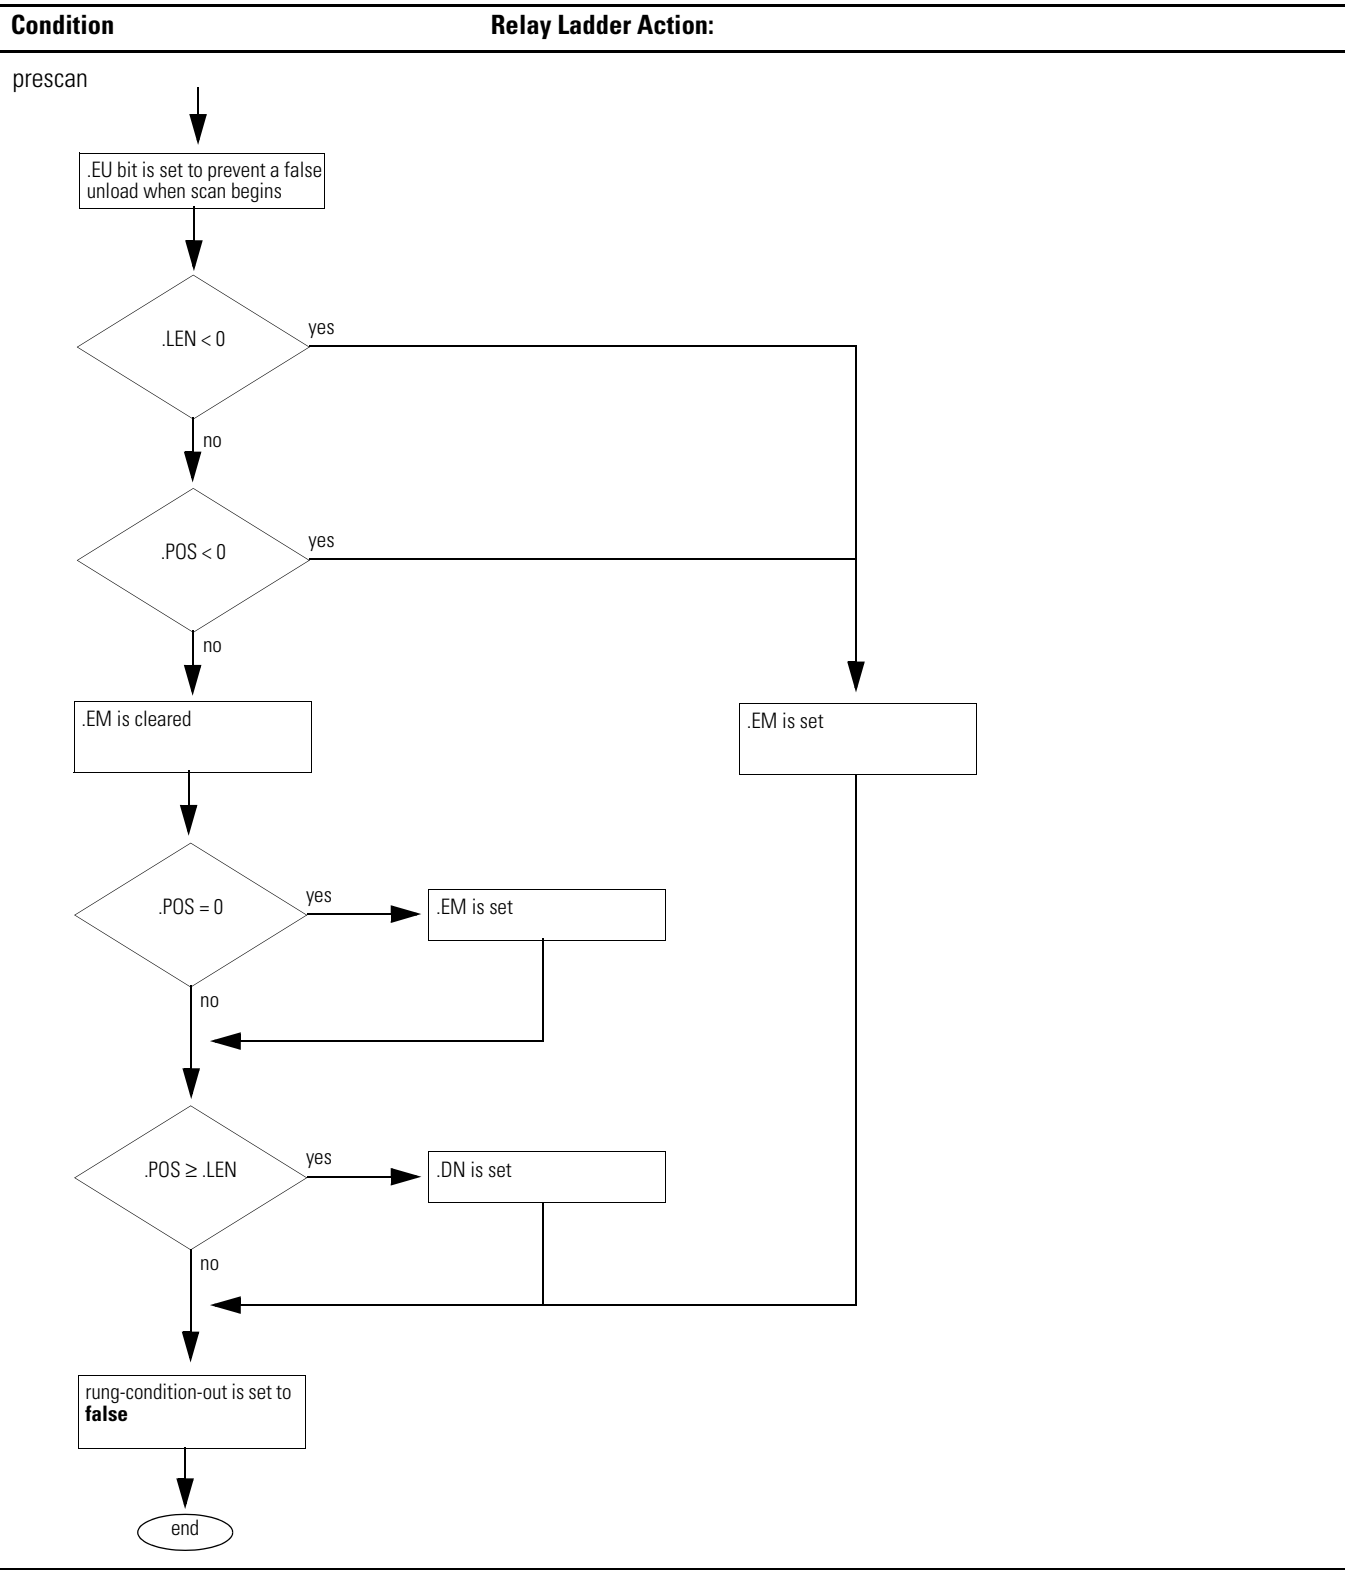 Condition
Relay Ladder Action:
prescan
.EU bit is set to prevent a false
unload when scan begins
.LEN < 0
yes
no
.POS < 0
yes
no
.EM is cleared
.EM is set
.POS = 0
yes
.EM is set
no
.POS ≥ .LEN
yes
.DN is set
no
rung-condition-out is set to
false
end